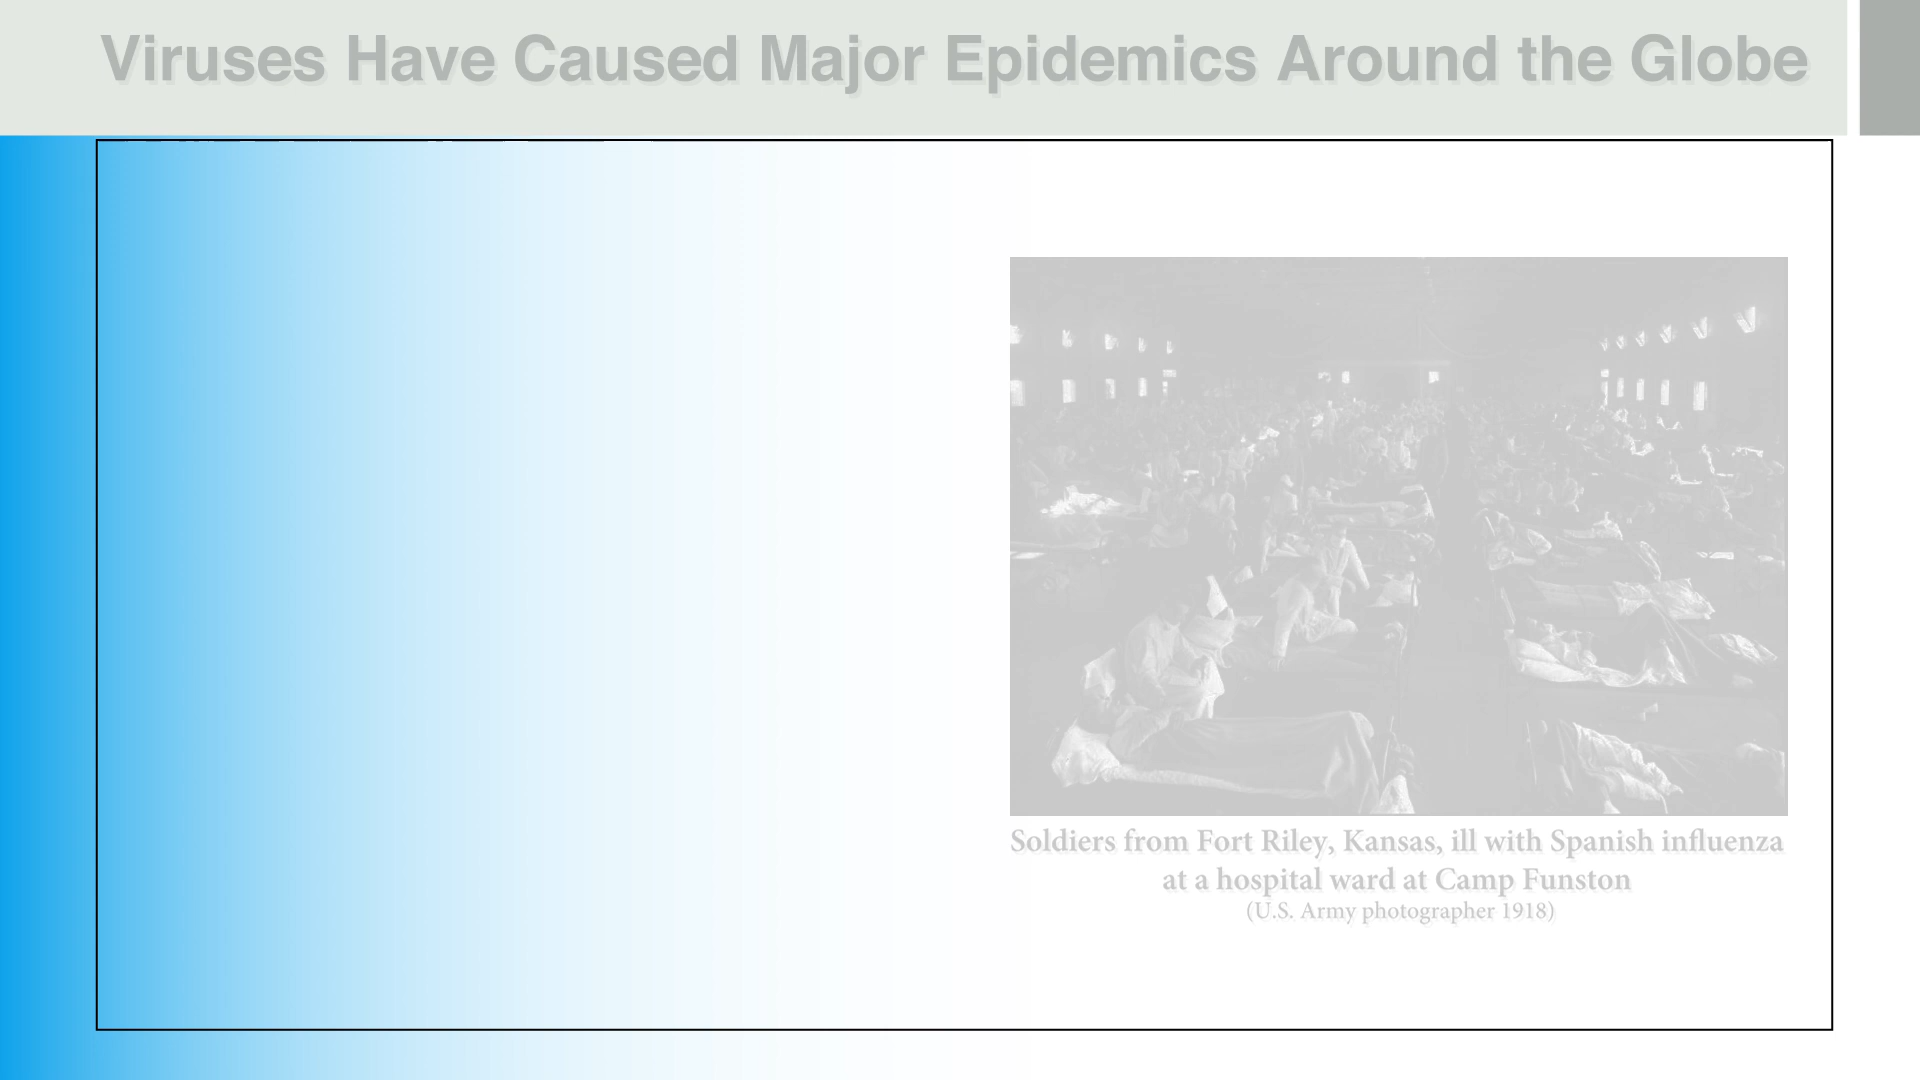 Viruses Have Caused Major Epidemics Around the Globe
Soldiers from Fort Riley, Kansas, ill with Spanish influenza
at a hospital ward at Camp Funston
(U.S. Army photographer 1918)